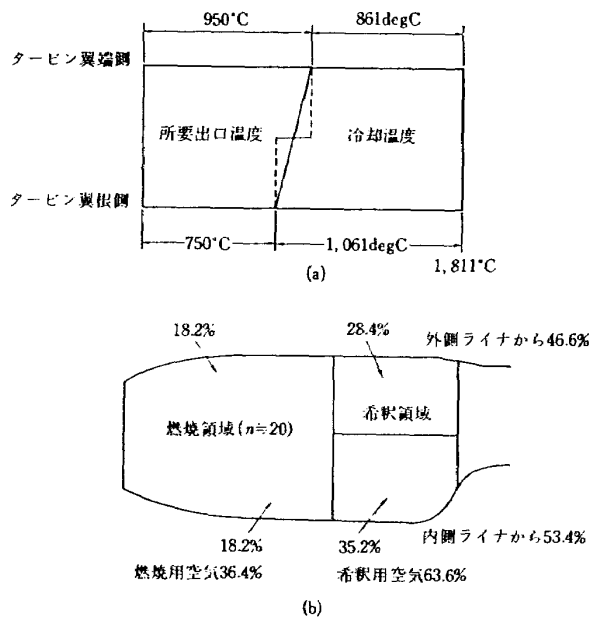 950°C
861degC
タービン翼端側
所要出口温度
冷却温度
タービン翼根側
750°C
1,061degC
1,811°C
(a)
18.2%
28.4%
外側ライナから46.6%
燃焼領域(n≒20)
希釈領域
18.2%
35.2%
内側ライナから53.4%
燃焼用空気36.4%
希釈用空気63.6%
(b)